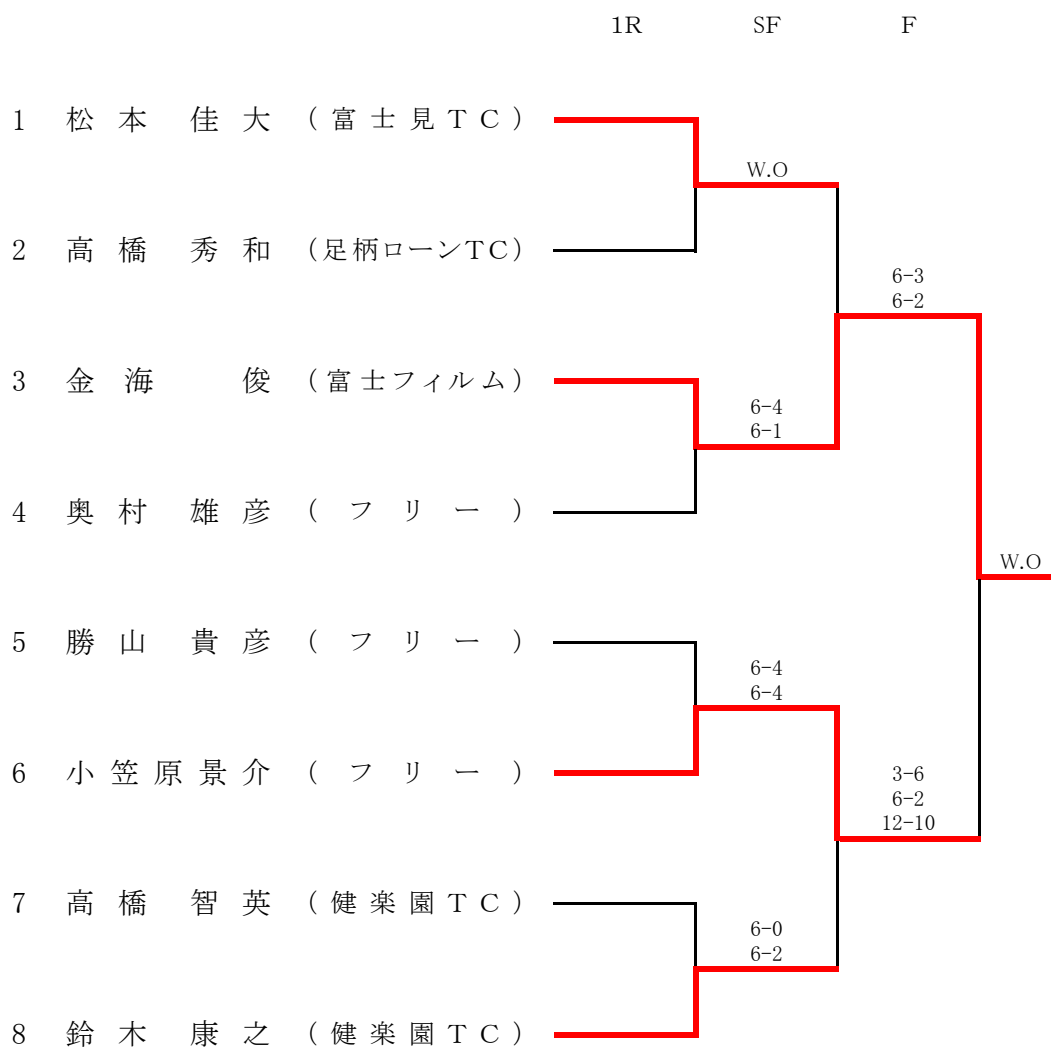 1R SF F
1 松本 佳大 (富士見TC)
W.O
2 高橋 秀和 (足柄ローンTC)
6-3
6-2
3 金海 俊 (富士フィルム)
6-4
6-1
4 奥村 雄彦 (フリー)
W.O
5 勝山 貴彦 (フリー)
6-4
6-4
6 小笠原景介 (フリー)
3-6
6-2
12-10
7 高橋 智英 (健楽園TC)
6-0
6-2
8 鈴木 康之 (健楽園TC)